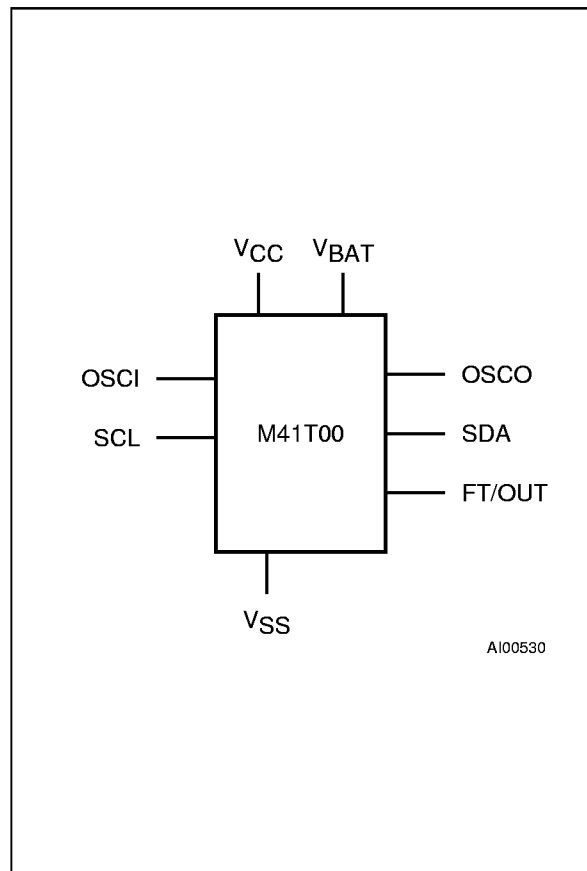 VCC VBAT
OSCI OSCO
SCL M41T00 SDA
FT/OUT
VSS
AI00530